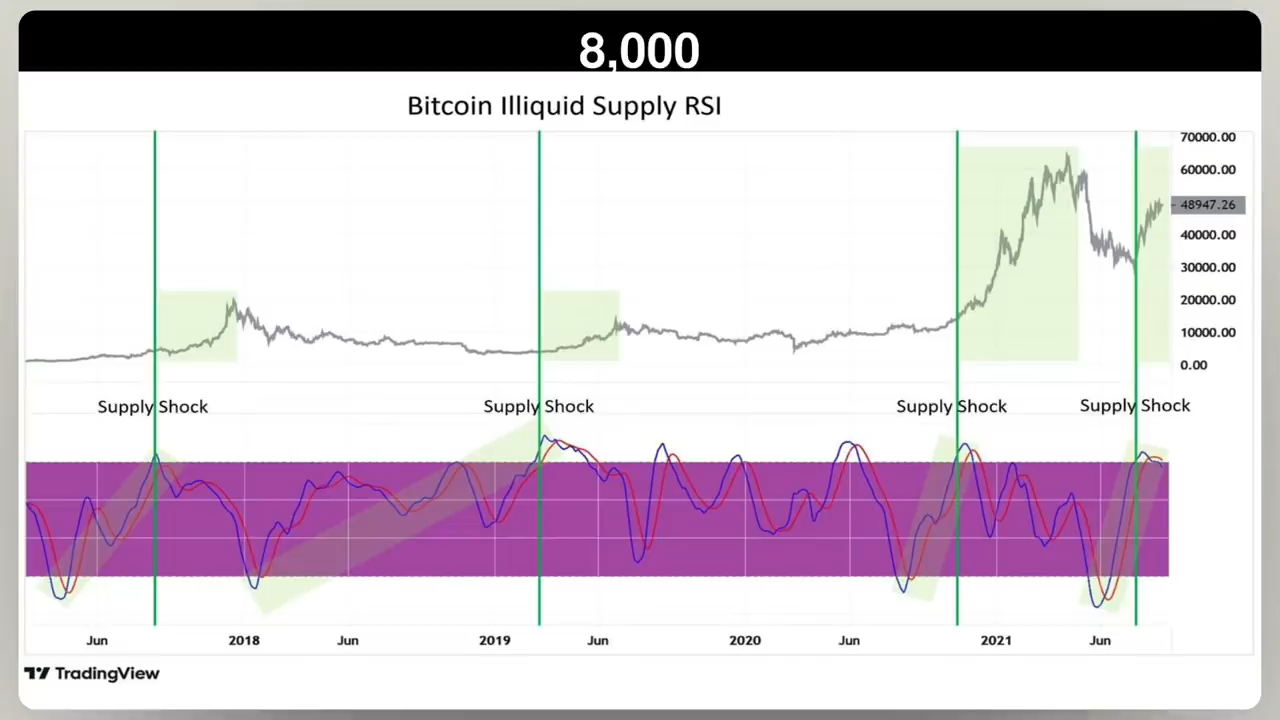 8,000
Bitcoin Illiquid Supply RSI
70000.00
60000.00
48947.26
40000.00
30000.00
20000.00
10000.00
0.00
Supply Shock Supply Shock Supply Shock Supply Shock
Jun 2018 Jun 2019 Jun 2020 Jun 2021 Jun
TradingView